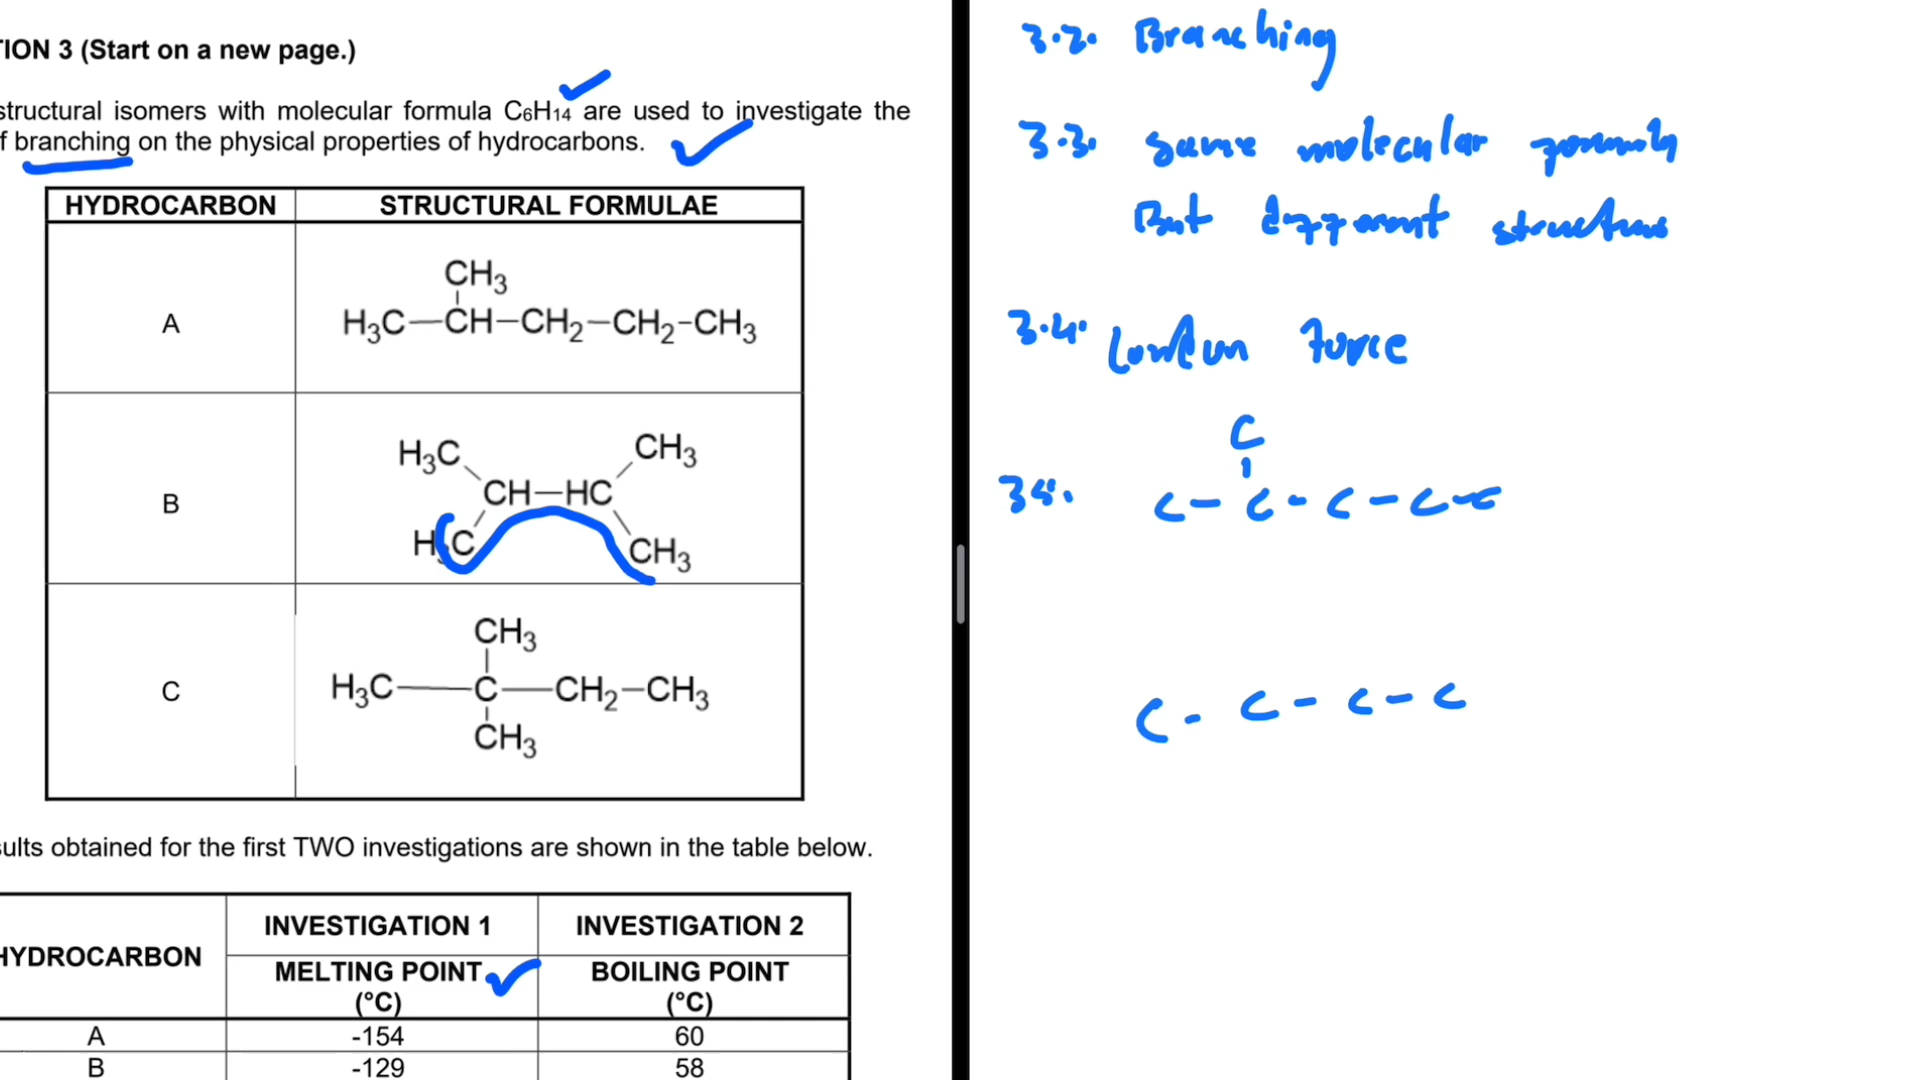 TION 3 (Start on a new page.)
structural isomers with molecular formula C6H14 are used to investigate the
f branching on the physical properties of hydrocarbons.
HYDROCARBON STRUCTURAL FORMULAE
CH3
A H3C—CH—CH2—CH2-CH3
H3C CH3
B CH—HC
H3C CH3
CH3
C H3C—C—CH2—CH3
CH3
sults obtained for the first TWO investigations are shown in the table below.
HYDROCARBON INVESTIGATION 1 INVESTIGATION 2
MELTING POINT (°C) BOILING POINT (°C)
A -154 60
B -129 58
3.2. Branching
3.3. Same molecular formula
But different structures
3.4. London Force
C
3.5. C - C - C - C - C
C - C - C - C